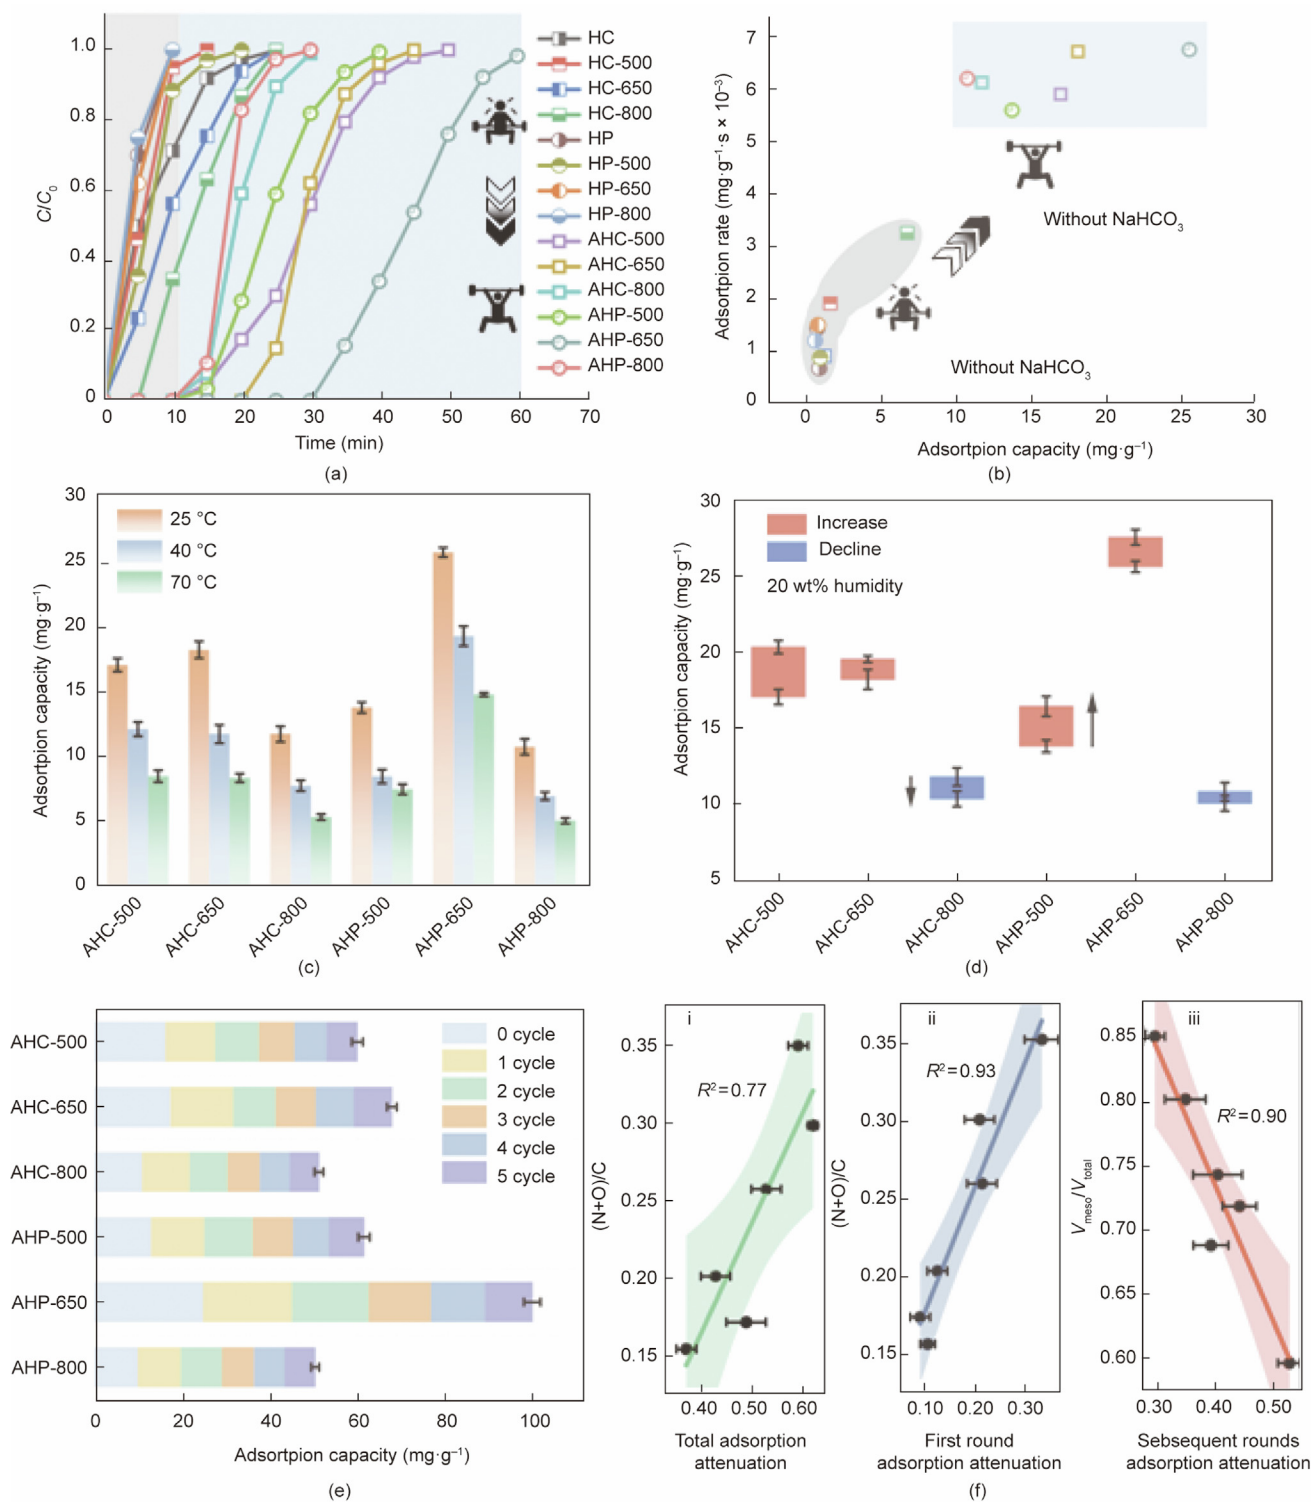 1.0
0.8
0.6
0.4
0.2
0
C/C0
0 10 20 30 40 50 60 70
Time (min)
HC
HC-500
HC-650
HC-800
HP
HP-500
HP-650
HP-800
AHC-500
AHC-650
AHC-800
AHP-500
AHP-650
AHP-800
(a)
7
6
5
4
3
2
1
0
Adsortpion rate (mg·g–1·s × 10–3)
Without NaHCO3
Without NaHCO3
0 5 10 15 20 25 30
Adsortpion capacity (mg·g–1)
(b)
30
25
20
15
10
5
0
Adsortpion capacity (mg·g–1)
25 °C
40 °C
70 °C
AHC-500
AHC-650
AHC-800
AHP-500
AHP-650
AHP-800
(c)
30
25
20
15
10
5
Adsortpion capacity (mg·g–1)
Increase
Decline
20 wt% humidity
AHC-500
AHC-650
AHC-800
AHP-500
AHP-650
AHP-800
(d)
AHC-500
AHC-650
AHC-800
AHP-500
AHP-650
AHP-800
0 cycle
1 cycle
2 cycle
3 cycle
4 cycle
5 cycle
0 20 40 60 80 100
Adsortpion capacity (mg·g–1)
(e)
i
R2=0.77
0.35
0.30
0.25
0.20
0.15
(N+O)/C
0.40 0.50 0.60
Total adsorption
attenuation
ii
R2=0.93
0.35
0.30
0.25
0.20
0.15
(N+O)/C
0.10 0.20 0.30
First round
adsorption attenuation
iii
R2=0.90
0.85
0.80
0.75
0.70
0.65
0.60
Vmeso/Vtotal
0.30 0.40 0.50
Sebsequent rounds
adsorption attenuation
(f)